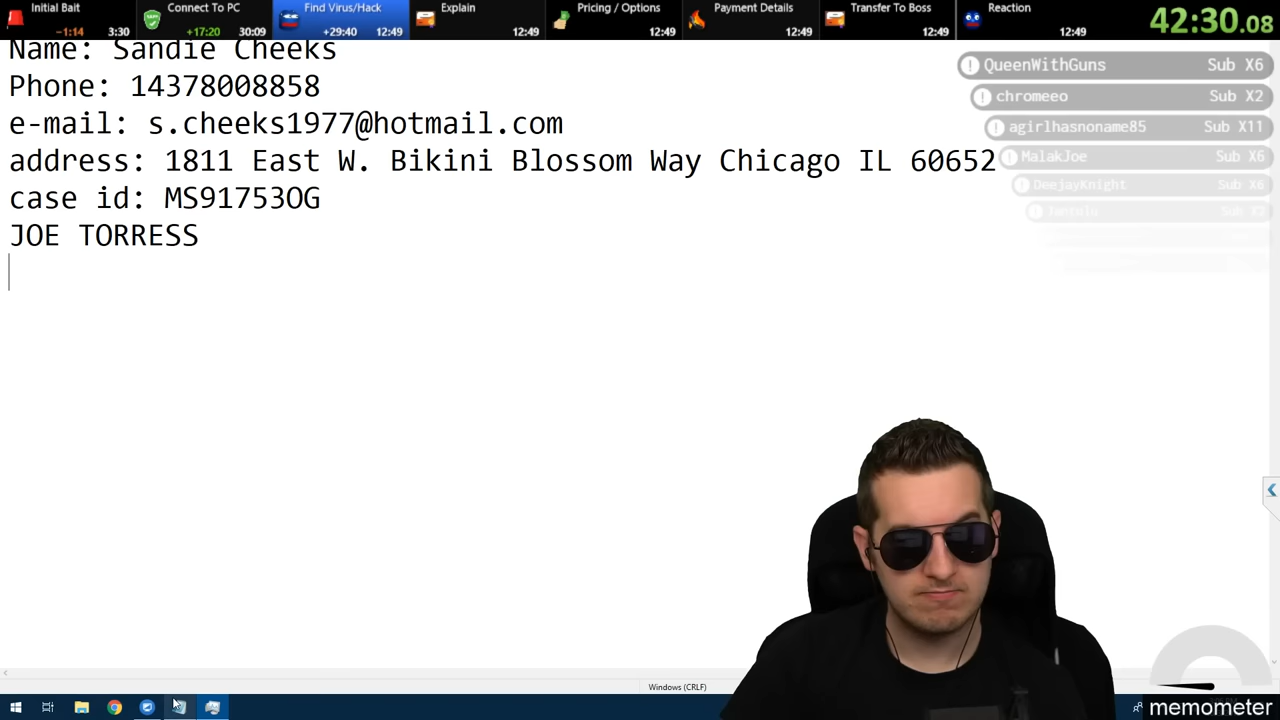 Initial Bait
-1:14 3:30
Connect To PC
+17:20 30:09
Find Virus/Hack
+29:40 12:49
Explain
12:49
Pricing / Options
12:49
Payment Details
12:49
Transfer To Boss
12:49
Reaction
12:49
42:30.08
Name: Sandie Cheeks
Phone: 14378008858
e-mail: s.cheeks1977@hotmail.com
address: 1811 East W. Bikini Blossom Way Chicago IL 60652
case id: MS91753OG
JOE TORRESS
QueenWithGuns Sub X6
chromeeo Sub X2
agirlhasnoname85 Sub X11
MalakJoe Sub X6
DeejayKnight Sub X6
Windows (CRLF)
memometer